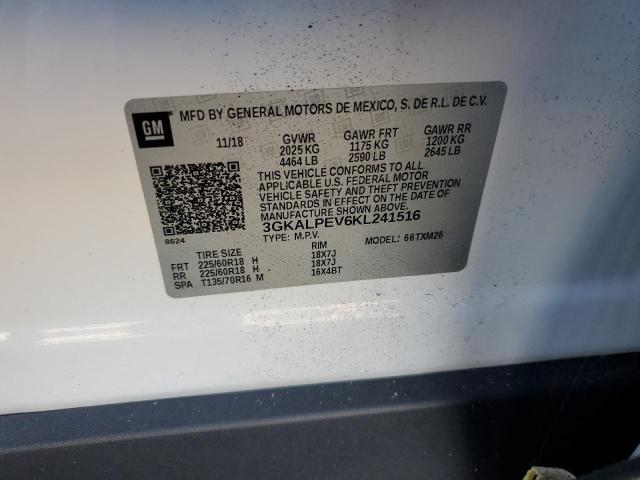 GM
MFD BY GENERAL MOTORS DE MEXICO, S. DE R.L. DE C.V.
11/18 GVWR GAWR FRT GAWR RR
2025 KG 1175 KG 1200 KG
4464 LB 2590 LB 2645 LB
THIS VEHICLE CONFORMS TO ALL
APPLICABLE U.S. FEDERAL MOTOR
VEHICLE SAFETY AND THEFT PREVENTION
STANDARDS IN EFFECT ON THE DATE OF
MANUFACTURE SHOWN ABOVE.
3GKALPEV6KL241516
8624 TYPE: M.P.V. MODEL: 66TXM26
TIRE SIZE RIM
FRT 225/60R18 H 18X7J
RR 225/60R18 H 18X7J
SPA T135/70R16 M 16X4BT